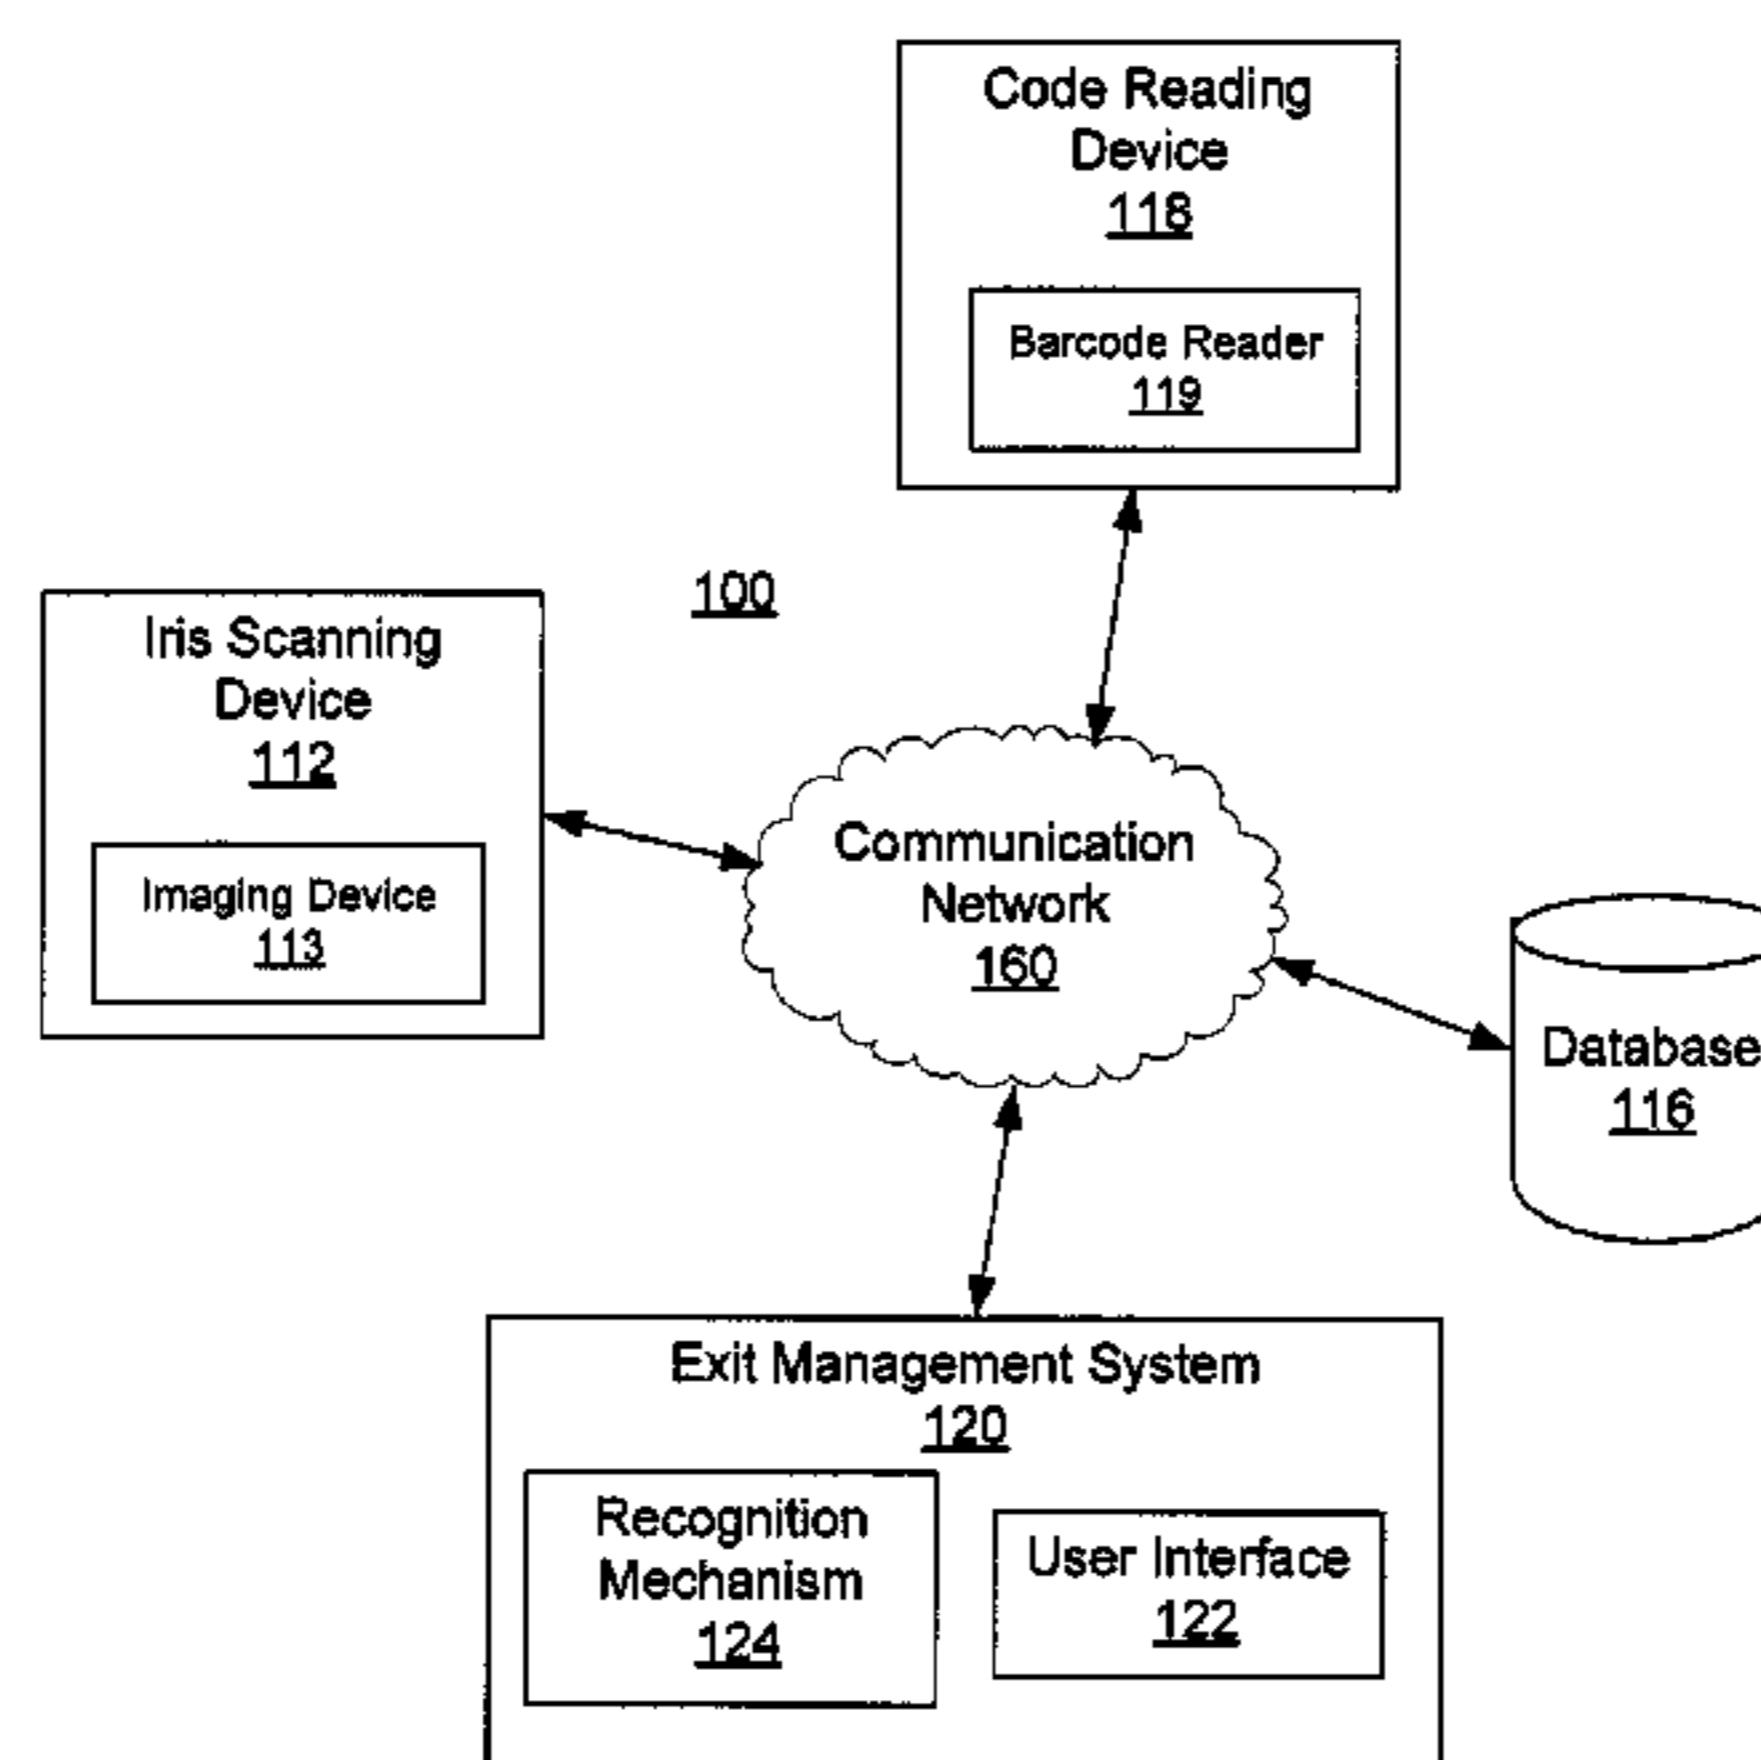 Code Reading
Device
118
Barcode Reader
119
100
Iris Scanning
Device
112
Imaging Device
113
Communication
Network
160
Database
116
Exit Management System
120
Recognition
Mechanism
124
User Interface
122